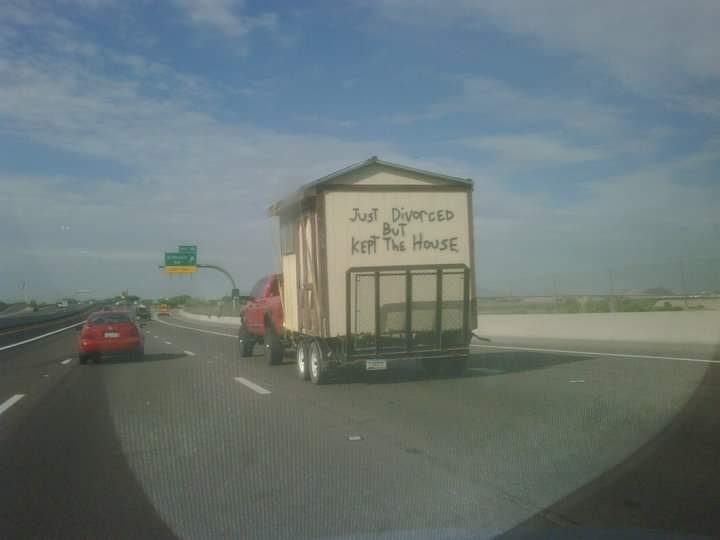 JUST DIVORCED
BUT
KEPT THE HOUSE